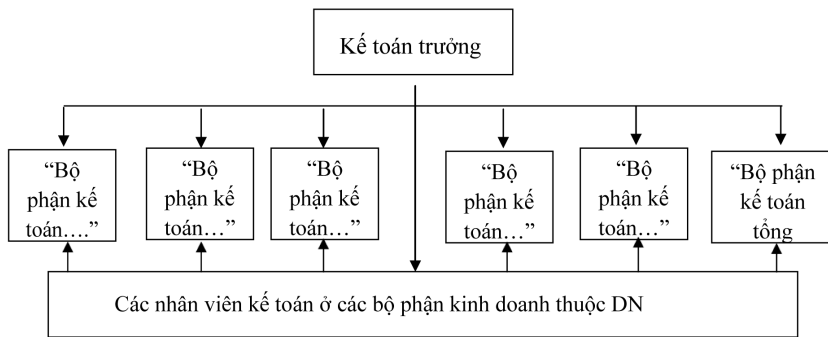 Kế toán trưởng
“Bộ
phận kế
toán….”
“Bộ
phận kế
toán…”
“Bộ
phận kế
toán…”
“Bộ
phận kế
toán…”
“Bộ
phận kế
toán…”
“Bộ phận
kế toán
tổng
Các nhân viên kế toán ở các bộ phận kinh doanh thuộc DN